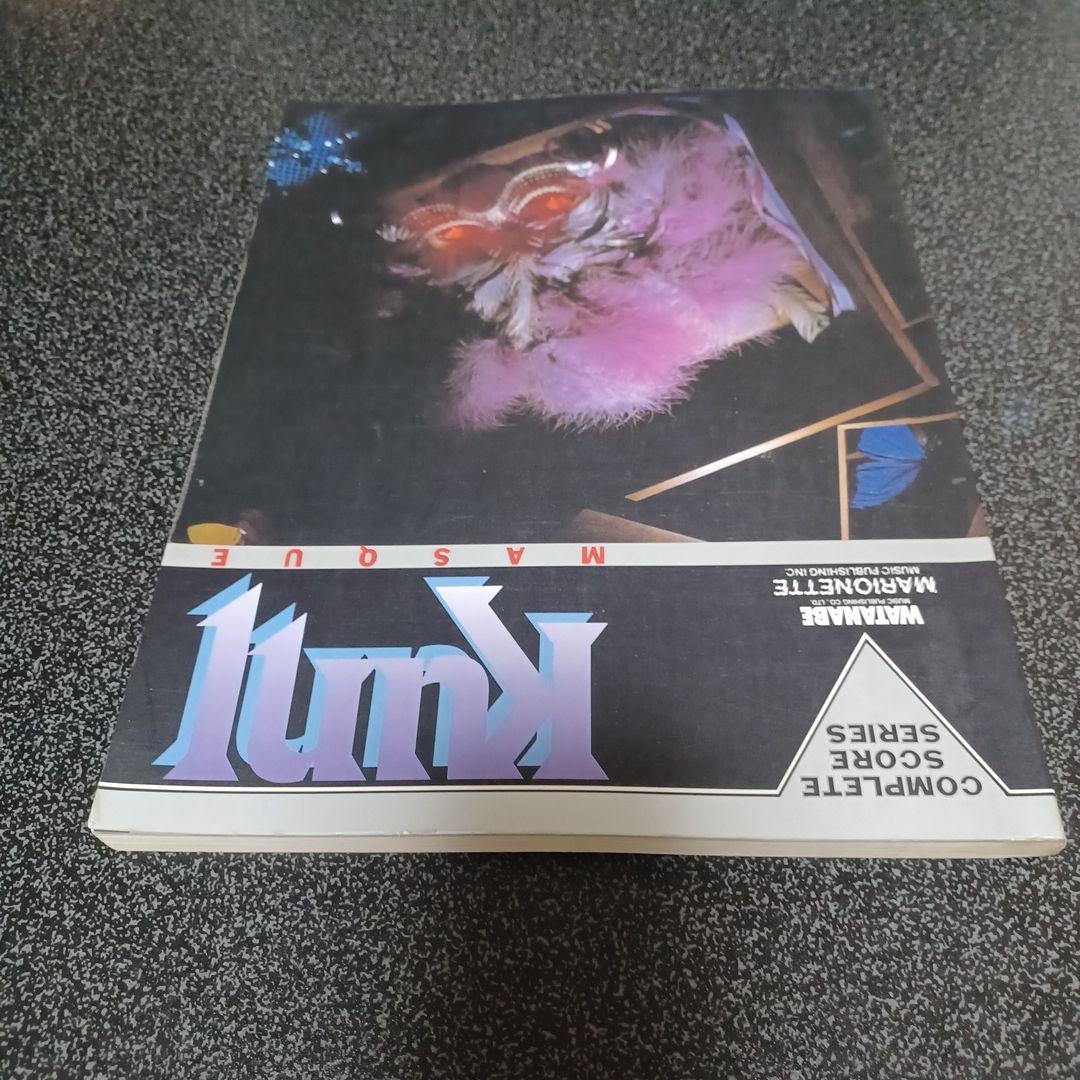 COMPLETE
SCORE
SERIES
Kuni
WATANABE
MUSIC PUBLISHING CO., LTD.
MARIONETTE
MUSIC PUBLISHING INC.
MASQUE